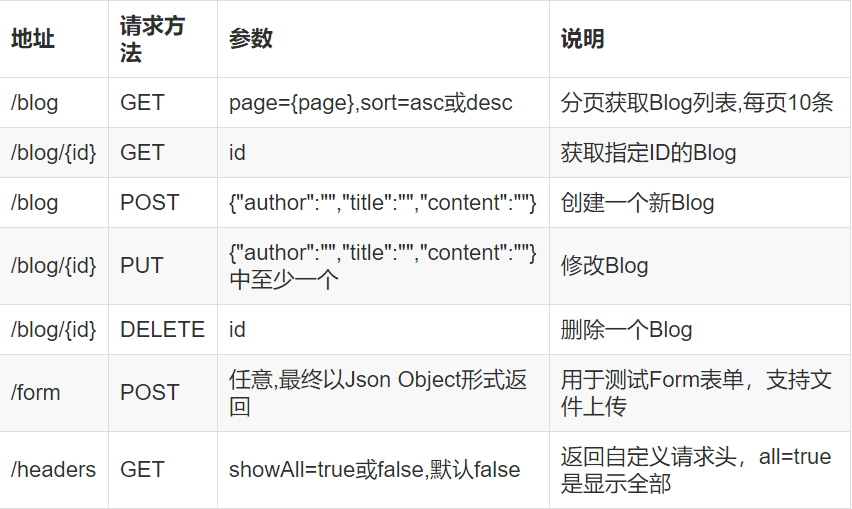 地址 请求方法 参数 说明
/blog GET page={page},sort=asc或desc 分页获取Blog列表,每页10条
/blog/{id} GET id 获取指定ID的Blog
/blog POST {"author":"","title":"","content":""} 创建一个新Blog
/blog/{id} PUT {"author":"","title":"","content":""}中至少一个 修改Blog
/blog/{id} DELETE id 删除一个Blog
/form POST 任意,最终以Json Object形式返回 用于测试Form表单，支持文件上传
/headers GET showAll=true或false,默认false 返回自定义请求头，all=true是显示全部